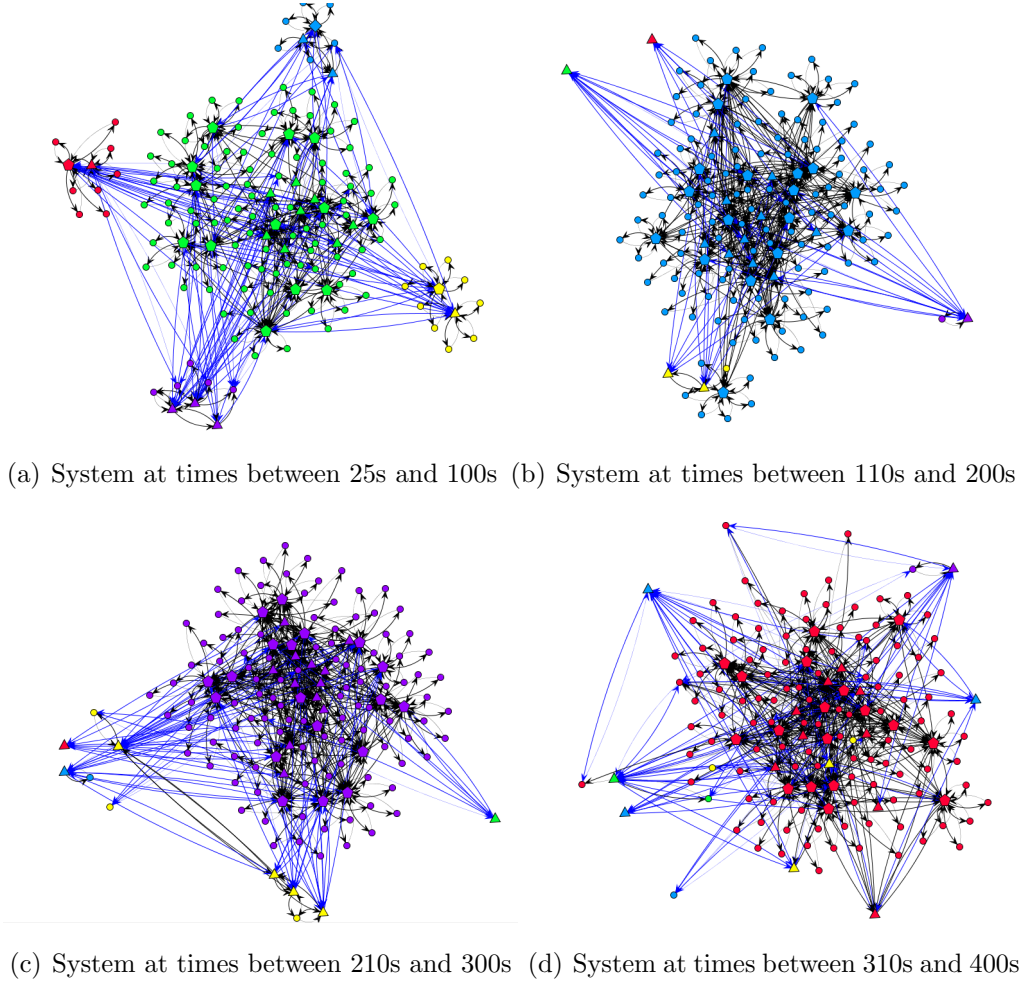 (a) System at times between 25s and 100s (b) System at times between 110s and 200s
(c) System at times between 210s and 300s (d) System at times between 310s and 400s